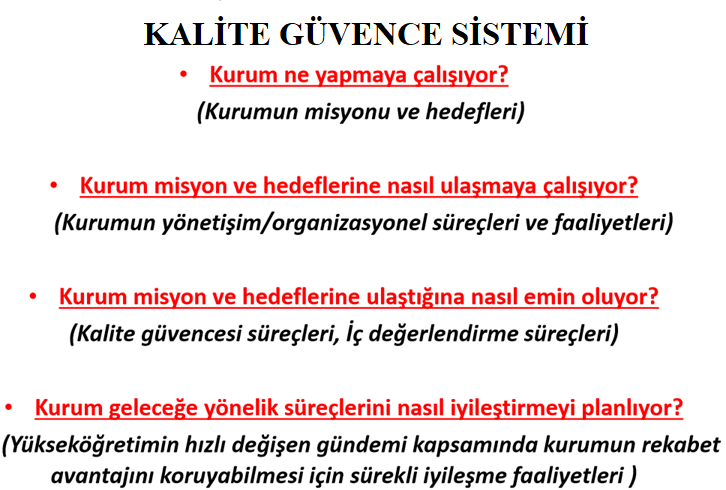 KALİTE GÜVENCE SİSTEMİ
• Kurum ne yapmaya çalışıyor?
(Kurumun misyonu ve hedefleri)
• Kurum misyon ve hedeflerine nasıl ulaşmaya çalışıyor?
(Kurumun yönetişim/organizasyonel süreçleri ve faaliyetleri)
• Kurum misyon ve hedeflerine ulaştığına nasıl emin oluyor?
(Kalite güvencesi süreçleri, İç değerlendirme süreçleri)
• Kurum geleceğe yönelik süreçlerini nasıl iyileştirmeyi planlıyor?
(Yükseköğretimin hızlı değişen gündemi kapsamında kurumun rekabet
avantajını koruyabilmesi için sürekli iyileşme faaliyetleri )